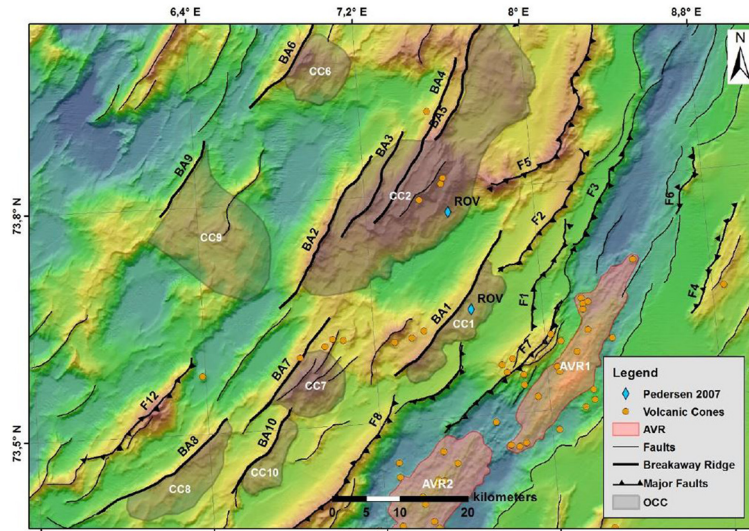 6,4°
7,2°
8 °
8,8°
N
BA6
CC6
BA4
BA5
BA3
BA9
CC2
ROV
F5
F3
F2
F6
73,8° N
CC9
BA2
F4
BA1
ROV
F1
CC1
F7
AVR1
BA7
CC7
F12
F8
BA10
BA8
73,5° N
CC10
CC8
AVR2
kilometers
0
5
10
20
Legend
Pedersen 2007
Volcanic Cones
AVR
Faults
Breakaway Ridge
Major Faults
OCC